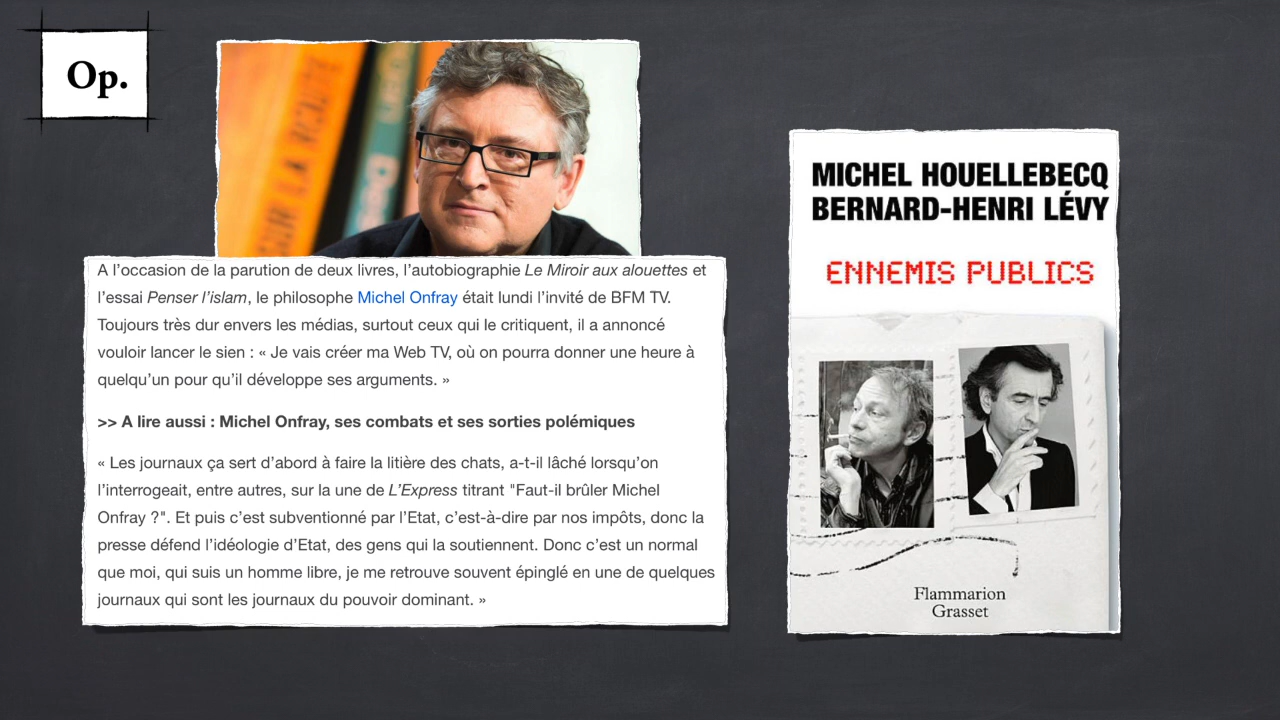 Op.
A l’occasion de la parution de deux livres, l’autobiographie Le Miroir aux alouettes et
l’essai Penser l’islam, le philosophe Michel Onfray était lundi l’invité de BFM TV.
Toujours très dur envers les médias, surtout ceux qui le critiquent, il a annoncé
vouloir lancer le sien : « Je vais créer ma Web TV, où on pourra donner une heure à
quelqu’un pour qu’il développe ses arguments. »
>> A lire aussi : Michel Onfray, ses combats et ses sorties polémiques
« Les journaux ça sert d’abord à faire la litière des chats, a-t-il lâché lorsqu’on
l’interrogeait, entre autres, sur la une de L’Express titrant "Faut-il brûler Michel
Onfray ?". Et puis c’est subventionné par l’Etat, c’est-à-dire par nos impôts, donc la
presse défend l’idéologie d’Etat, des gens qui la soutiennent. Donc c’est un normal
que moi, qui suis un homme libre, je me retrouve souvent épinglé en une de quelques
journaux qui sont les journaux du pouvoir dominant. »
MICHEL HOUELLEBECQ
BERNARD-HENRI LÉVY
ENNEMIS PUBLICS
Flammarion
Grasset